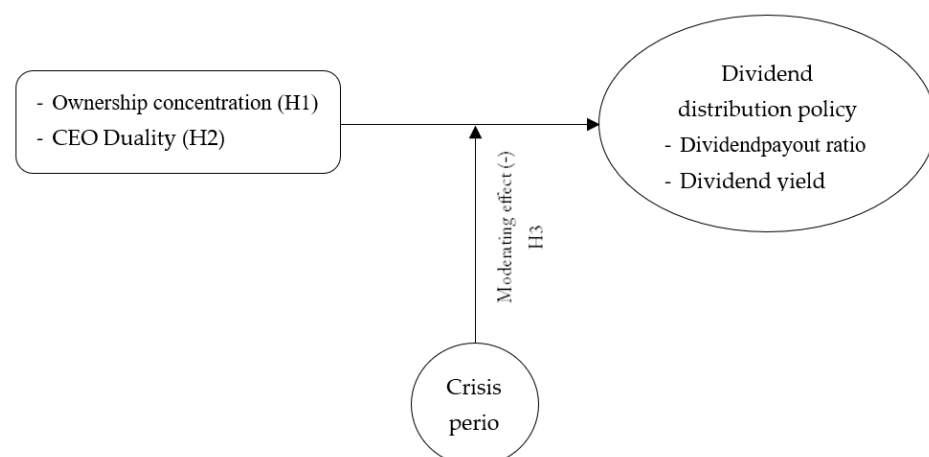 - Ownership concentration (H1)
- CEO Duality (H2)
Dividend
distribution policy
- Dividendpayout ratio
- Dividend yield
Moderating effect (-)
H3
Crisis
perio